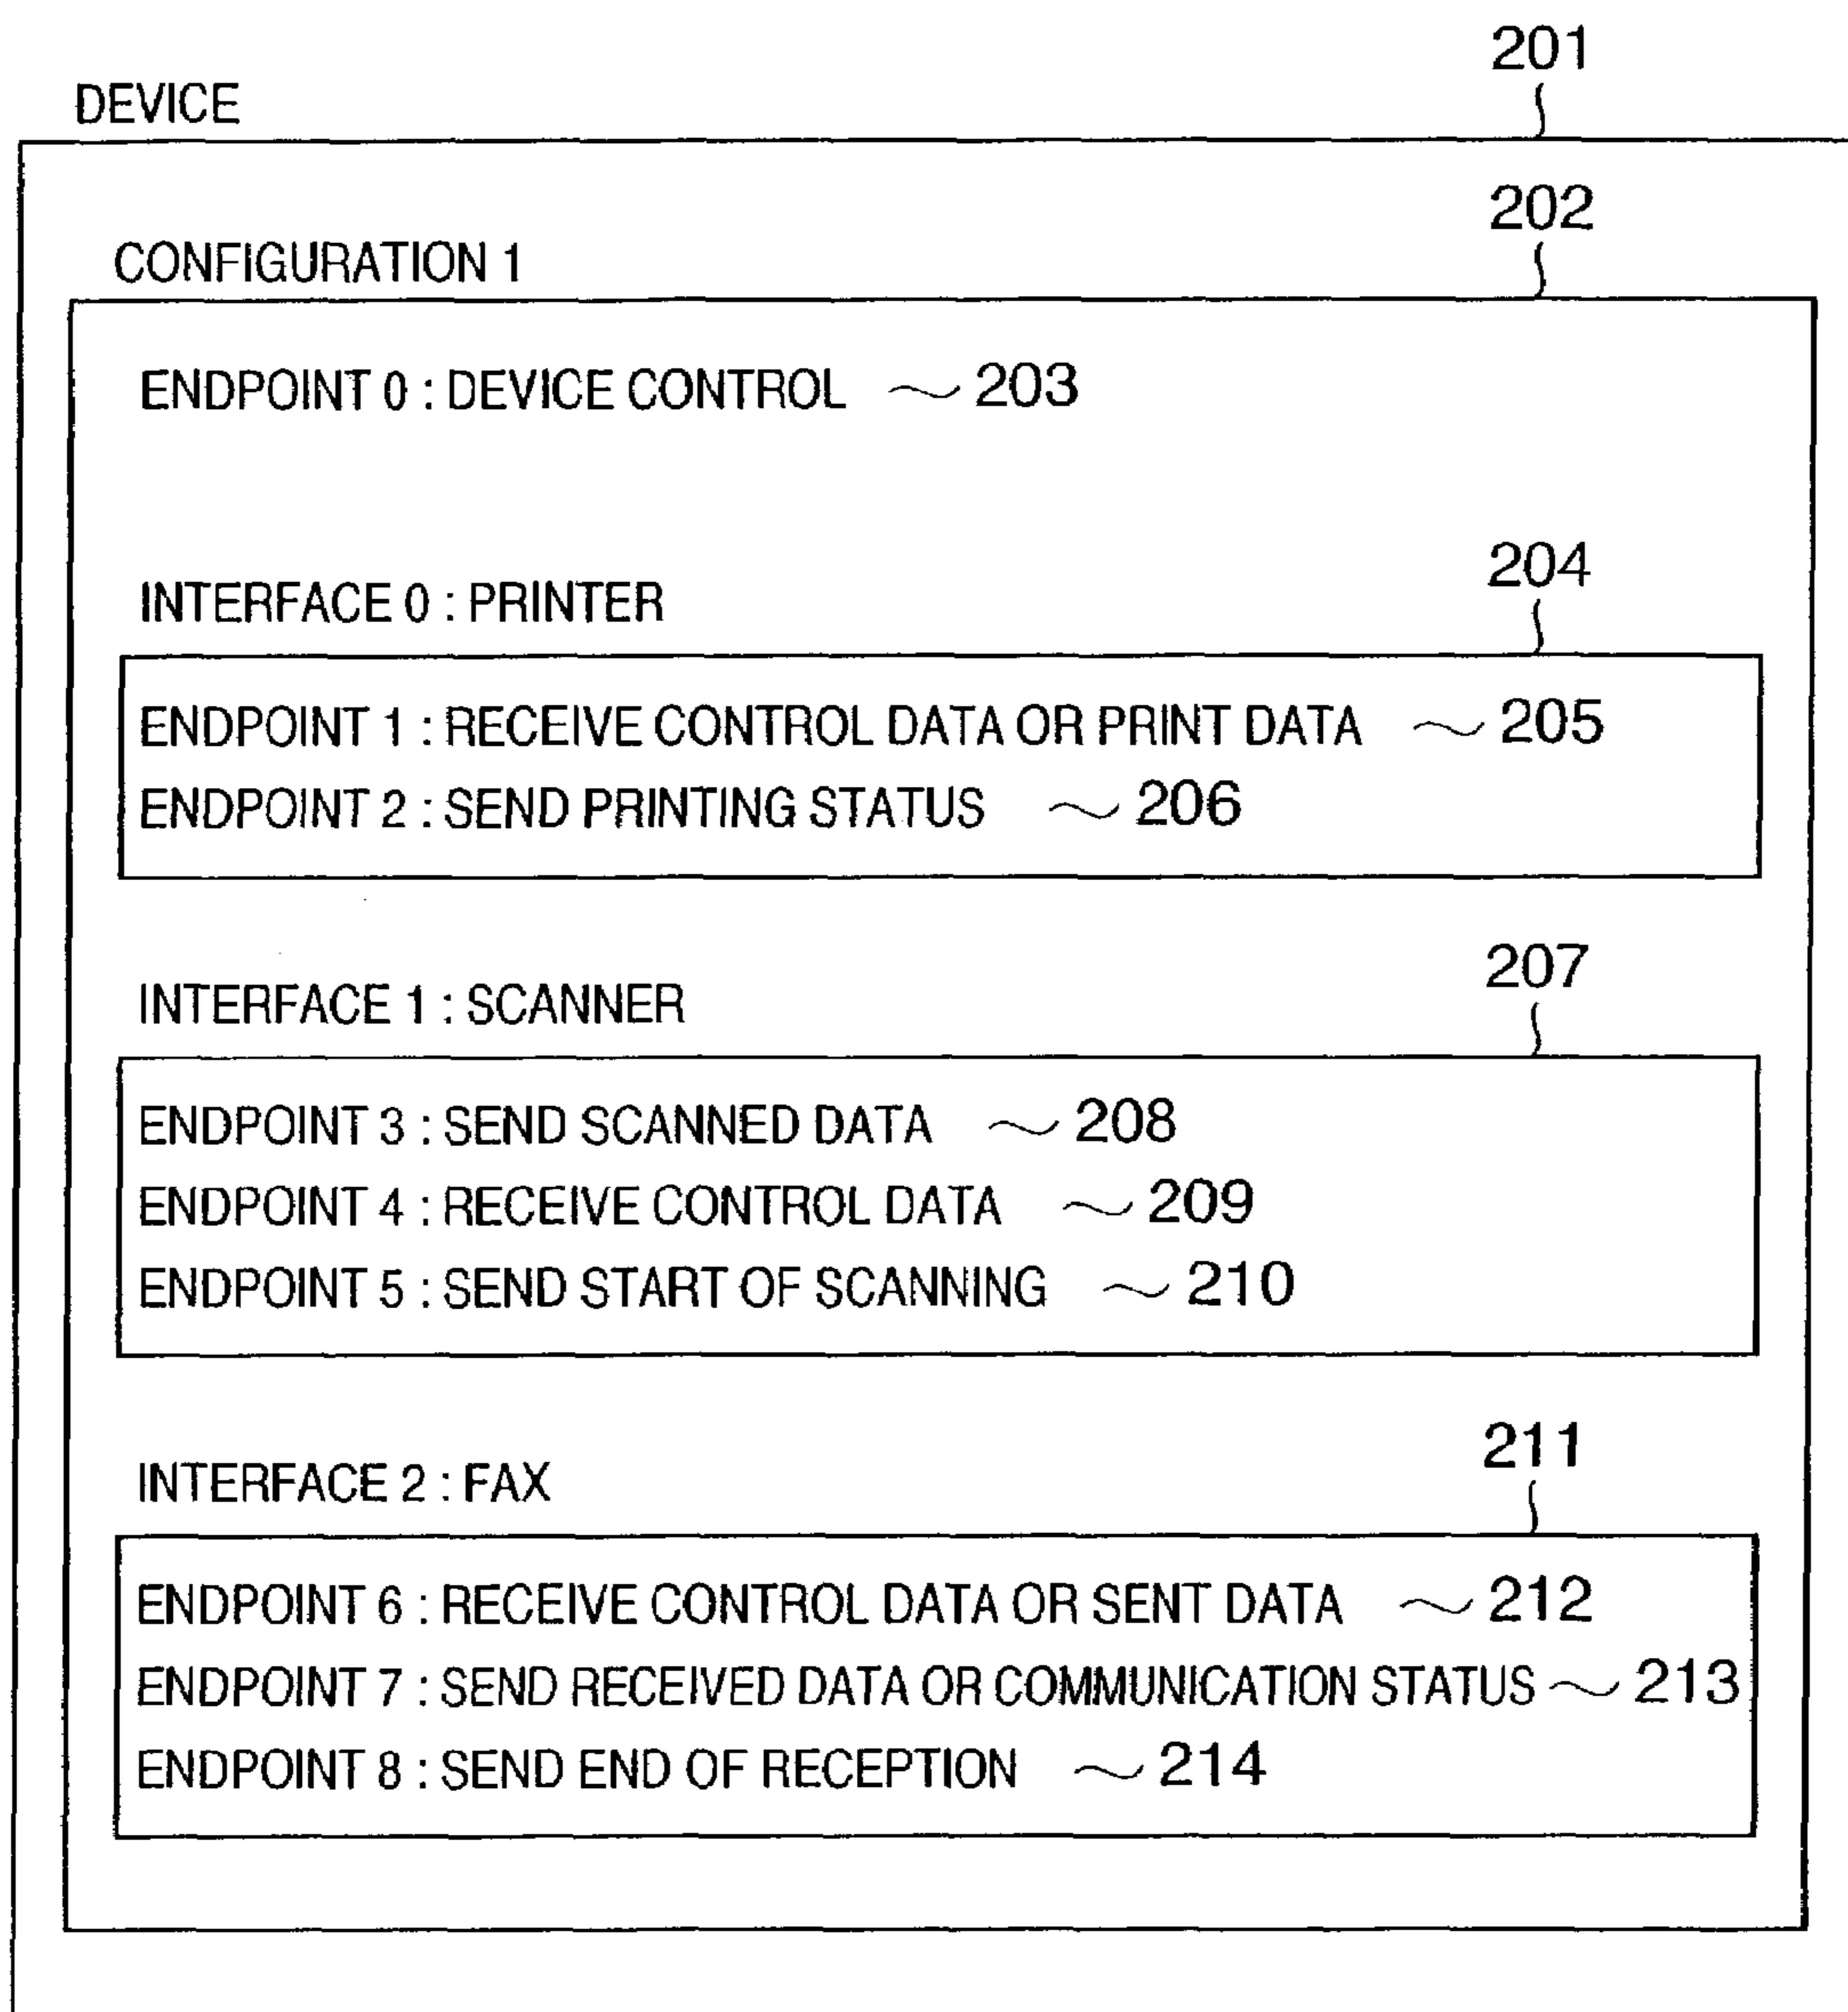 201
DEVICE
202
CONFIGURATION 1
ENDPOINT 0 : DEVICE CONTROL 203
204
INTERFACE 0 : PRINTER
ENDPOINT 1 : RECEIVE CONTROL DATA OR PRINT DATA 205
ENDPOINT 2 : SEND PRINTING STATUS 206
207
INTERFACE 1 : SCANNER
ENDPOINT 3 : SEND SCANNED DATA 208
ENDPOINT 4 : RECEIVE CONTROL DATA 209
ENDPOINT 5 : SEND START OF SCANNING 210
211
INTERFACE 2 : FAX
ENDPOINT 6 : RECEIVE CONTROL DATA OR SENT DATA 212
ENDPOINT 7 : SEND RECEIVED DATA OR COMMUNICATION STATUS 213
ENDPOINT 8 : SEND END OF RECEPTION 214